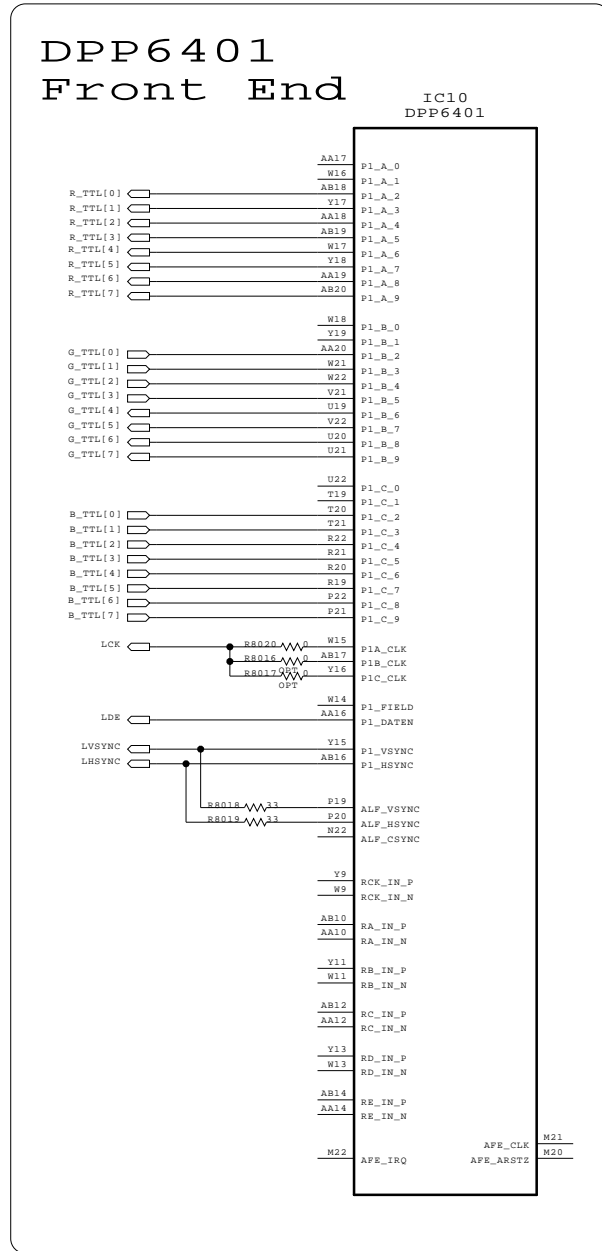 DPP6401
Front End
IC10
DPP6401
AA17 P1_A_0
W16 P1_A_1
R_TTL[0] AB18 P1_A_2
R_TTL[1] Y17 P1_A_3
R_TTL[2] AA18 P1_A_4
R_TTL[3] AB19 P1_A_5
R_TTL[4] W17 P1_A_6
R_TTL[5] Y18 P1_A_7
R_TTL[6] AA19 P1_A_8
R_TTL[7] AB20 P1_A_9
W18 P1_B_0
Y19 P1_B_1
G_TTL[0] AA20 P1_B_2
G_TTL[1] W21 P1_B_3
G_TTL[2] W22 P1_B_4
G_TTL[3] V21 P1_B_5
G_TTL[4] U19 P1_B_6
G_TTL[5] V22 P1_B_7
G_TTL[6] U20 P1_B_8
G_TTL[7] U21 P1_B_9
U22 P1_C_0
T19 P1_C_1
B_TTL[0] T20 P1_C_2
B_TTL[1] T21 P1_C_3
B_TTL[2] R22 P1_C_4
B_TTL[3] R21 P1_C_5
B_TTL[4] R20 P1_C_6
B_TTL[5] R19 P1_C_7
B_TTL[6] P22 P1_C_8
B_TTL[7] P21 P1_C_9
LCK R8020 0 W15 P1A_CLK
R8016 0 AB17 P1B_CLK
OPT
R8017 0 Y16 P1C_CLK
OPT
W14 P1_FIELD
LDE AA16 P1_DATEN
LVSYNC Y15 P1_VSYNC
LHSYNC AB16 P1_HSYNC
R8018 33 P19 ALF_VSYNC
R8019 33 P20 ALF_HSYNC
N22 ALF_CSYNC
Y9 RCK_IN_P
W9 RCK_IN_N
AB10 RA_IN_P
AA10 RA_IN_N
Y11 RB_IN_P
W11 RB_IN_N
AB12 RC_IN_P
AA12 RC_IN_N
Y13 RD_IN_P
W13 RD_IN_N
AB14 RE_IN_P
AA14 RE_IN_N
AFE_CLK M21
M22 AFE_IRQ AFE_ARSTZ M20